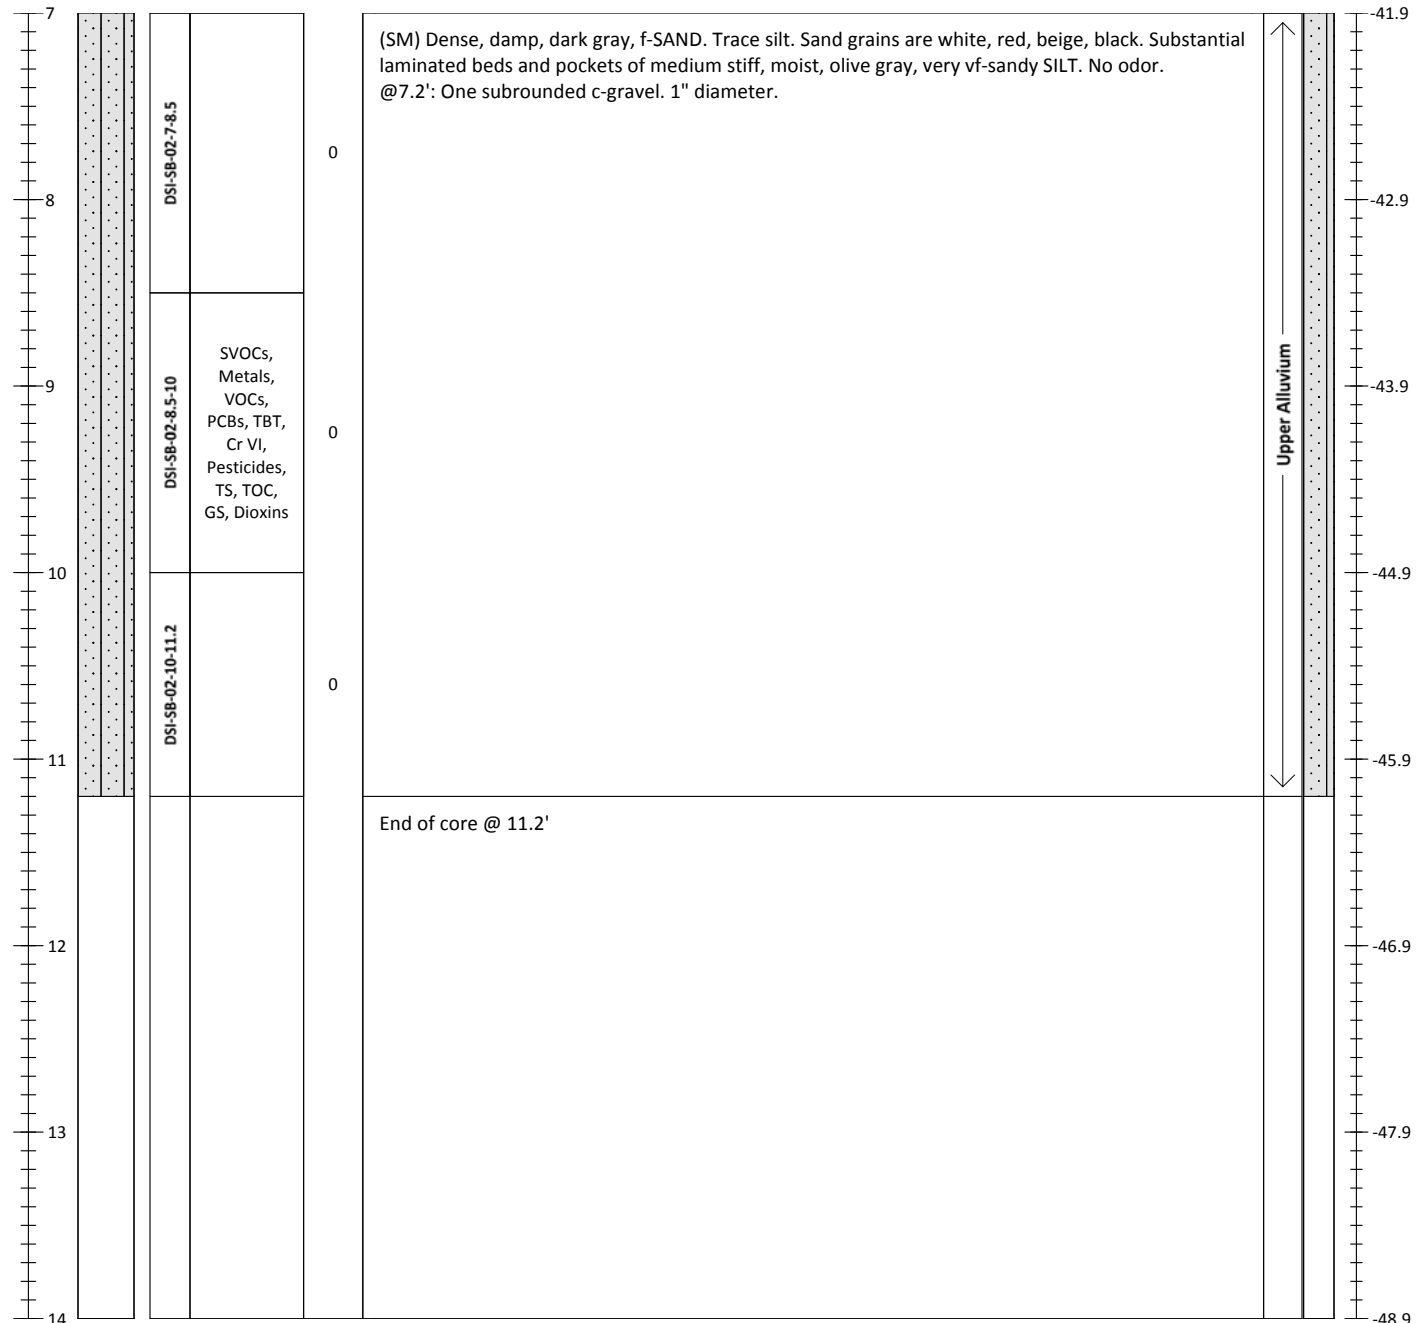 7
8
9
10
11
12
13
14
DSI-SB-02-7-8.5
DSI-SB-02-8.5-10
DSI-SB-02-10-11.2
SVOCs,
Metals,
VOCs,
PCBs, TBT,
Cr VI,
Pesticides,
TS, TOC,
GS, Dioxins
0
0
0
(SM) Dense, damp, dark gray, f-SAND. Trace silt. Sand grains are white, red, beige, black. Substantial
laminated beds and pockets of medium stiff, moist, olive gray, very vf-sandy SILT. No odor.
@7.2': One subrounded c-gravel. 1" diameter.
End of core @ 11.2'
Upper Alluvium
-41.9
-42.9
-43.9
-44.9
-45.9
-46.9
-47.9
-48.9